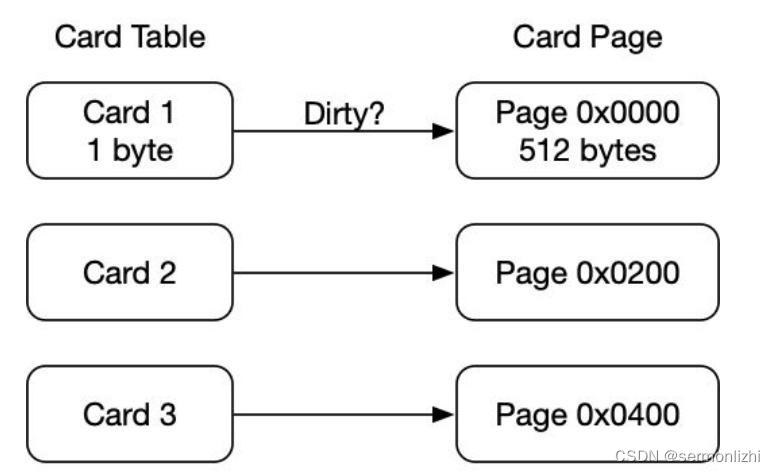 Card Table
Card Page
Card 1
1 byte
Dirty?
Page 0x0000
512 bytes
Card 2
Page 0x0200
Card 3
Page 0x0400
CSDN @sermonlizhi